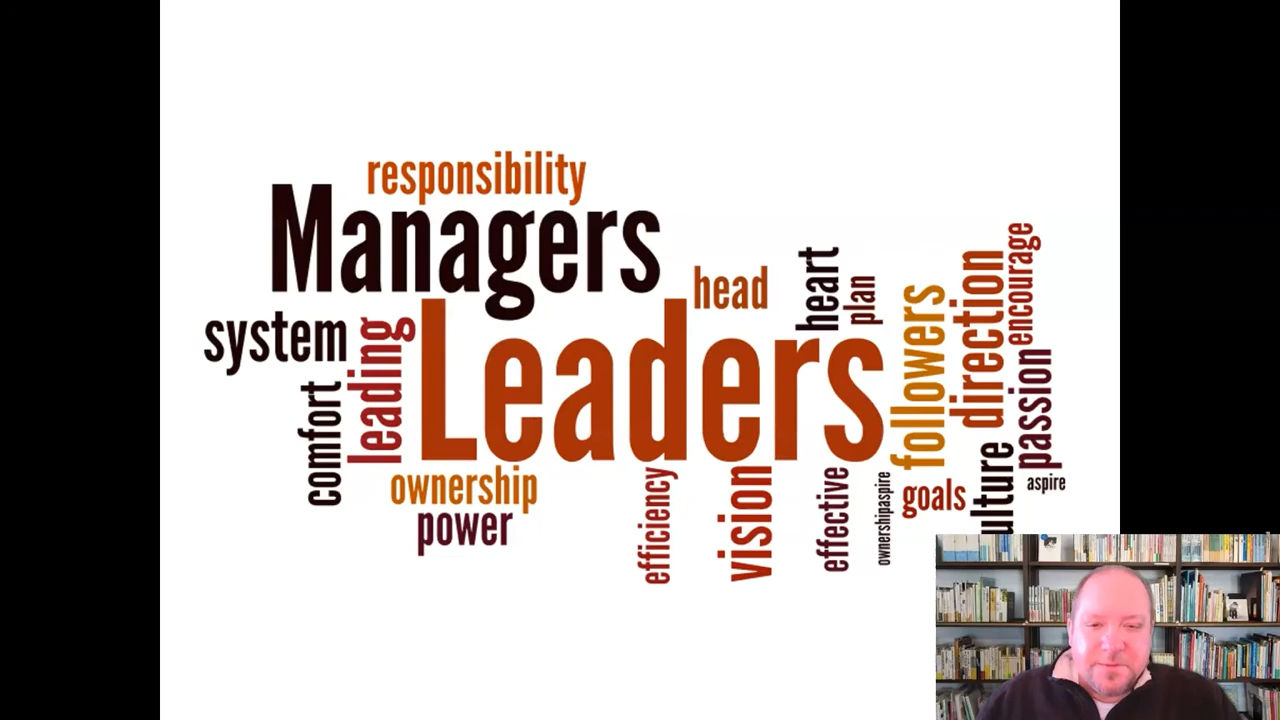 responsibility
Managers
head
heart
plan
encourage
direction
followers
system
leading
Leaders
passion
comfort
ownership
power
efficiency
vision
effective
ownershipaspire
goals
ulture
aspire